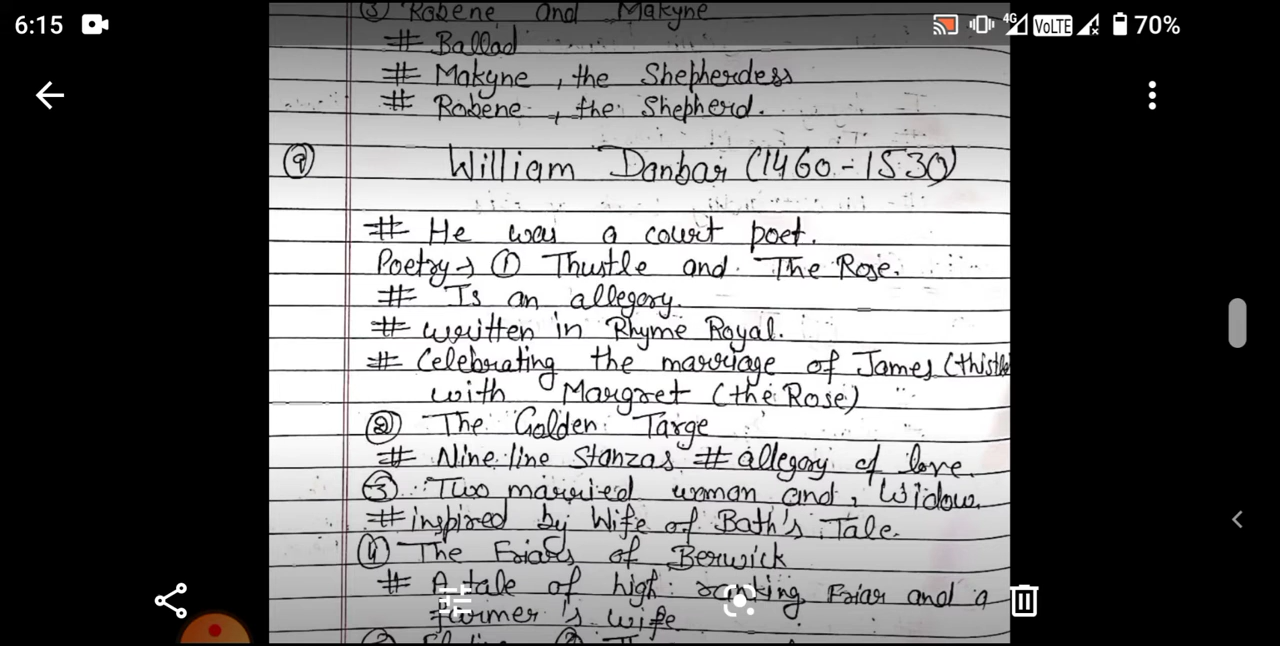 6:15
4G VoLTE 70%
③ Robene and Makyne
# Ballad
# Makyne, the Shepherdess
# Robene, the Shepherd.
⑨ William Danbar (1460-1530)
# He was a court poet.
Poetry→ ① Thustle and The Rose.
# Is an allegory.
# written in Rhyme Royal.
# Celebrating the marriage of James (thistle
with Margret (the Rose)
② The Golden Targe
# Nine line Stanzas # allegory of love.
③ Two married woman and, Widow.
# inspired by Wife of Bath's Tale.
④ The Friars of Berwick
# A tale of high ranking Friar and a
farmer's wife